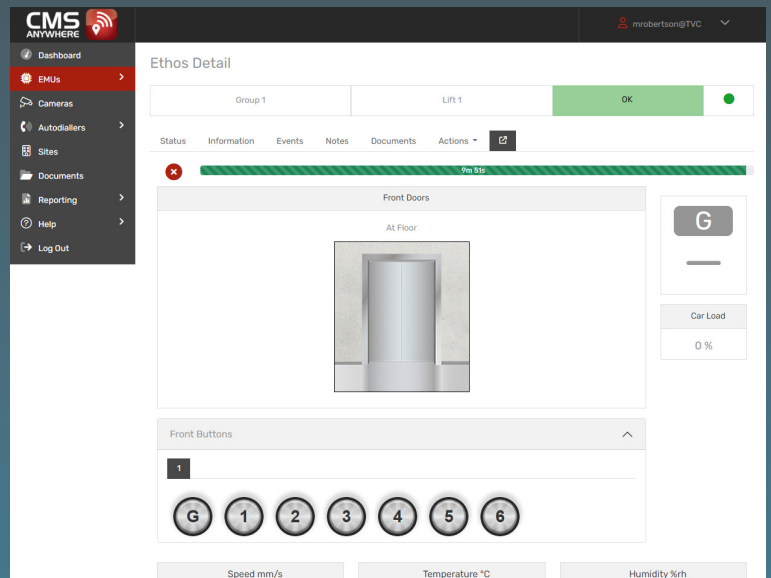 CMS
ANYWHERE
mrobertson@TVC
Dashboard
EMUs
Cameras
Autodiallers
Sites
Documents
Reporting
Help
Log Out
Ethos Detail
Group 1
Lift 1
OK
Status Information Events Notes Documents Actions
9m 51s
Front Doors
At Floor
G
Car Load
0 %
Front Buttons
1
G 1 2 3 4 5 6
Speed mm/s
Temperature °C
Humidity %rh